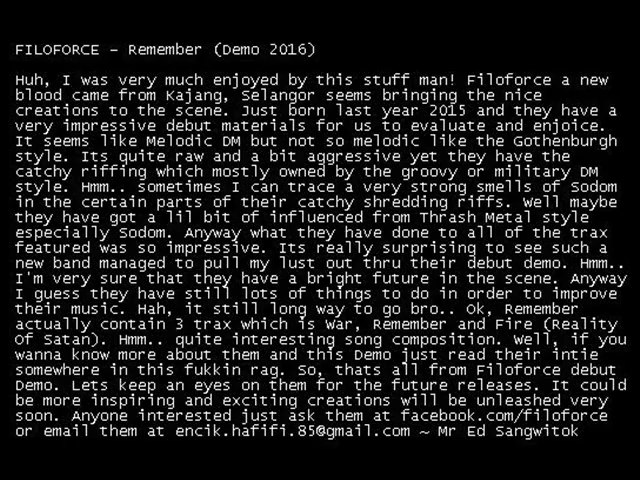 FILOFORCE - Remember (Demo 2016)
Huh, I was very much enjoyed by this stuff man! Filoforce a new
blood came from Kajang, Selangor seems bringing the nice
creations to the scene. Just born last year 2015 and they have a
very impressive debut materials for us to evaluate and enjoice.
It seems like Melodic DM but not so melodic like the Gothenburgh
style. Its quite raw and a bit aggressive yet they have the
catchy riffing which mostly owned by the groovy or military DM
style. Hmm.. sometimes I can trace a very strong smells of Sodom
in the certain parts of their catchy shredding riffs. Well maybe
they have got a lil bit of influenced from Thrash Metal style
especially Sodom. Anyway what they have done to all of the trax
featured was so impressive. Its really surprising to see such a
new band managed to pull my lust out thru their debut demo. Hmm..
I'm very sure that they have a bright future in the scene. Anyway
I guess they have still lots of things to do in order to improve
their music. Hah, it still long way to go bro.. Ok, Remember
actually contain 3 trax which is War, Remember and Fire (Reality
Of Satan). Hmm.. quite interesting song composition. Well, if you
wanna know more about them and this Demo just read their intie
somewhere in this fukkin rag. So, thats all from Filoforce debut
Demo. Lets keep an eyes on them for the future releases. It could
be more inspiring and exciting creations will be unleashed very
soon. Anyone interested just ask them at facebook.com/filoforce
or email them at encik.hafifi.85@gmail.com ~ Mr Ed Sangwitok